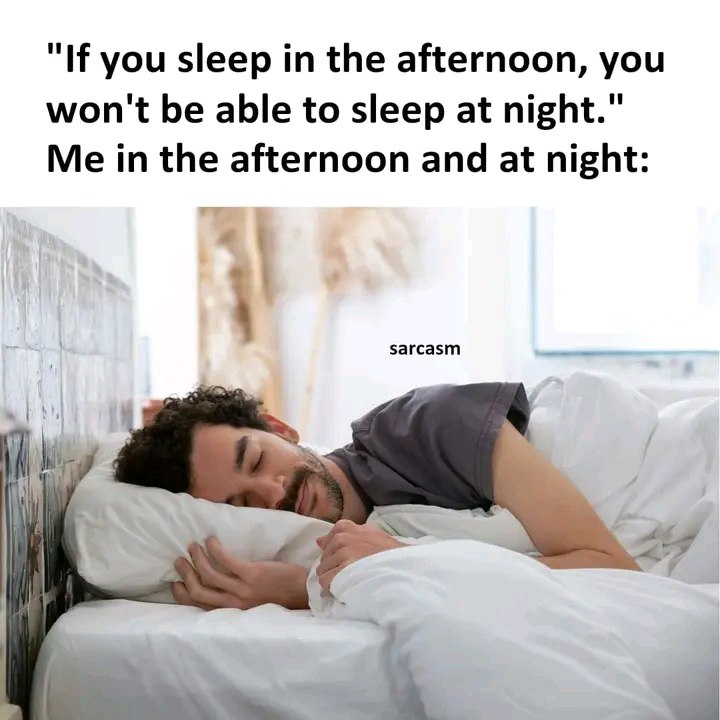 "If you sleep in the afternoon, you
won't be able to sleep at night."
Me in the afternoon and at night:
sarcasm